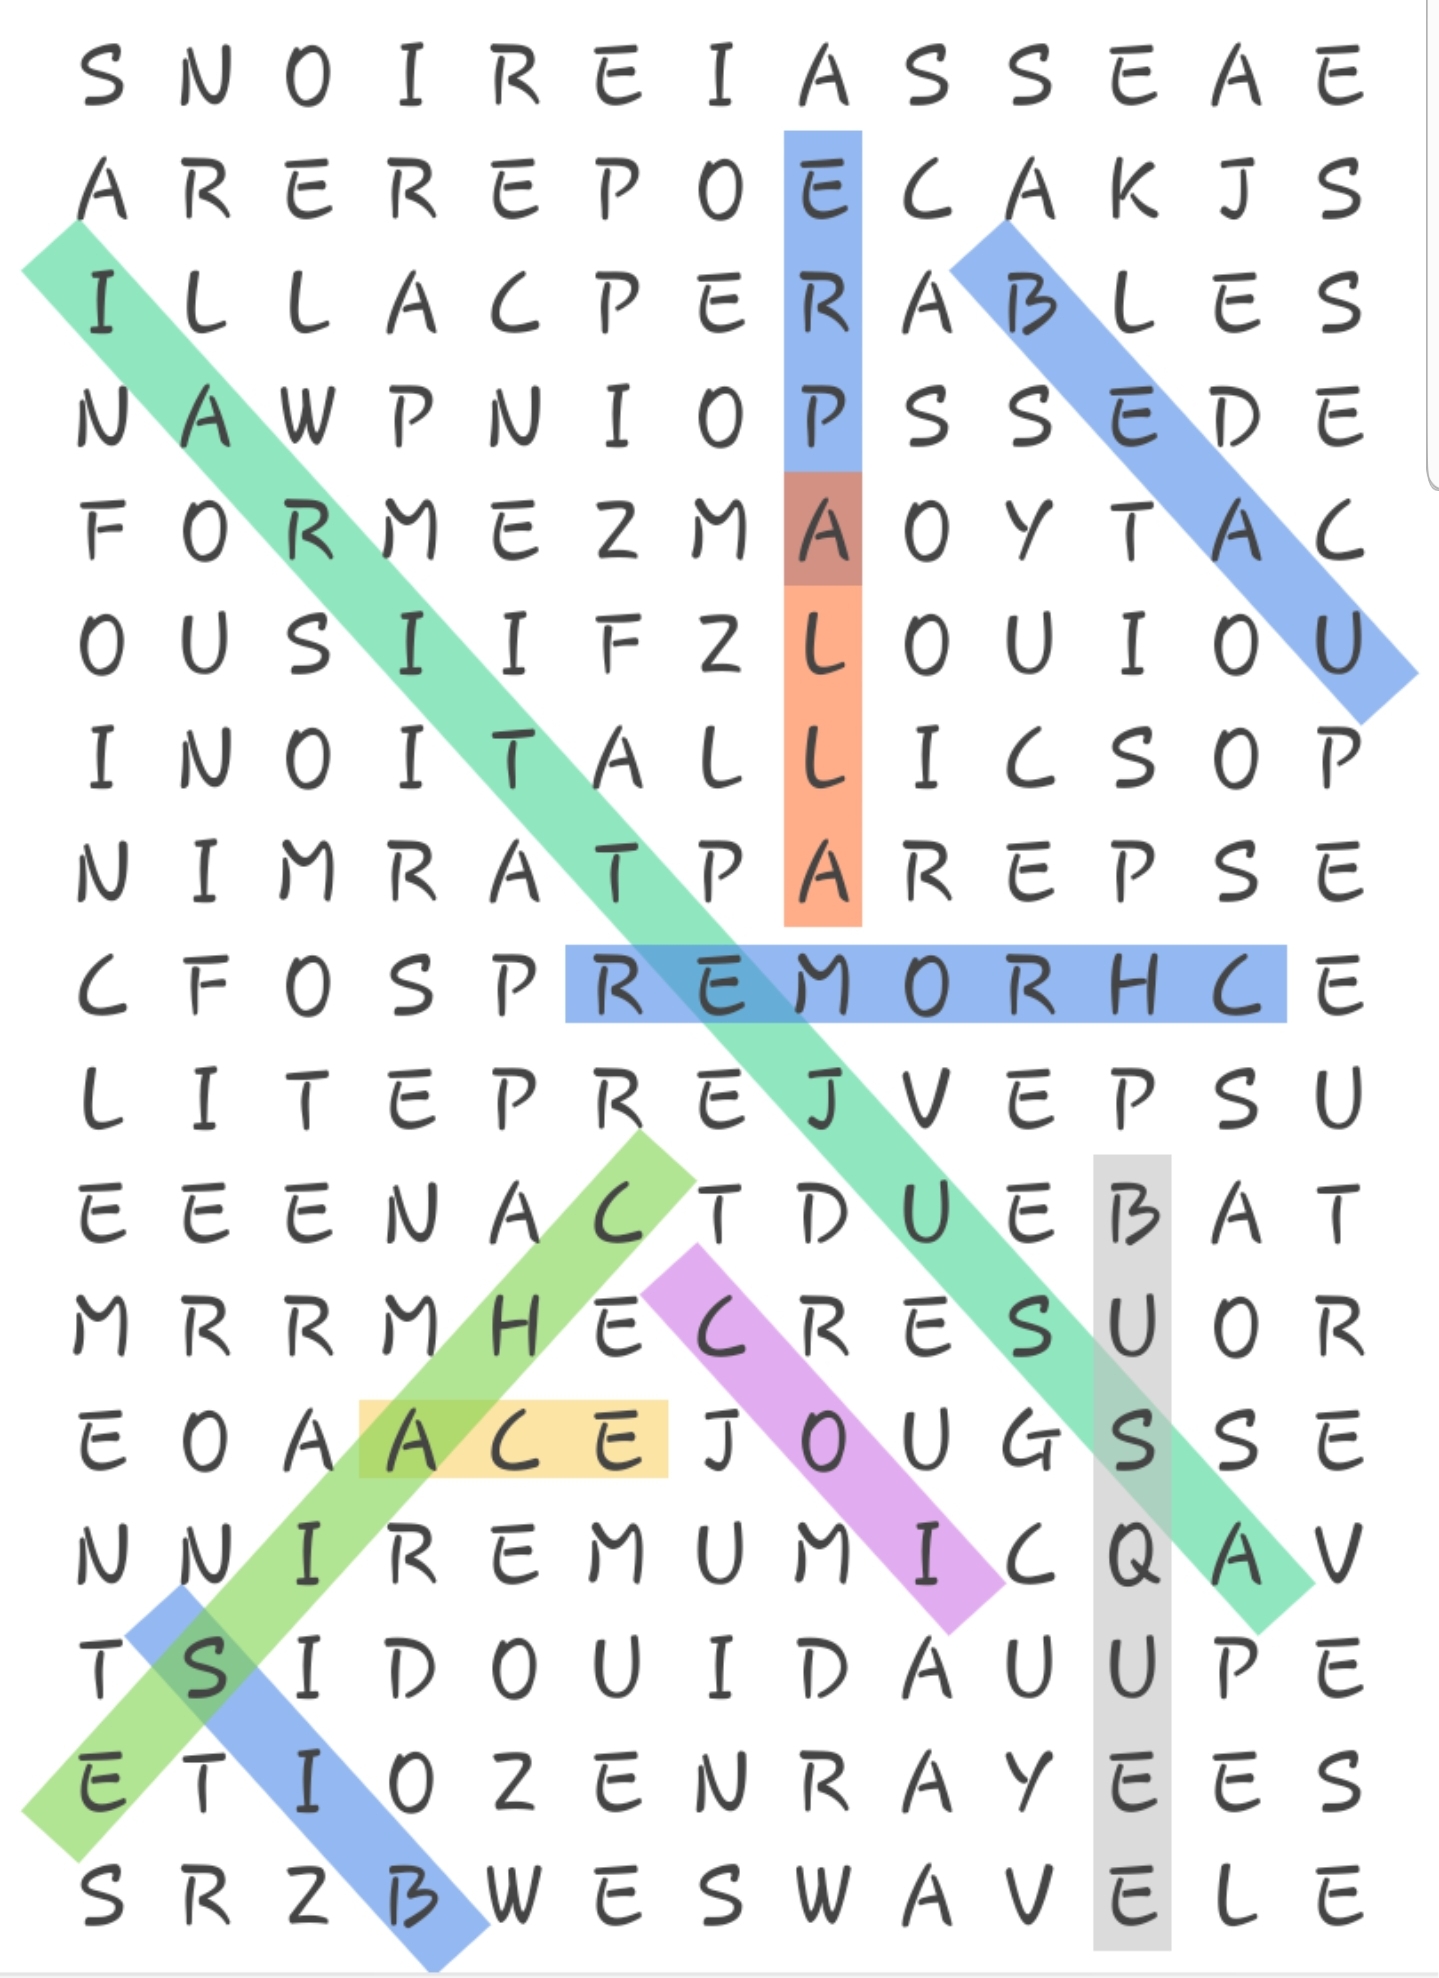 S N O I R E I A S S E A E
A R E R E P O E C A K J S
I L L A C P E R A B L E S
N A W P N I O P S S E D E
F O R M E Z M A O Y T A C
O U S I I F Z L O U I O U
I N O I T A L L I C S O P
N I M R A T P A R E P S E
C F O S P R E M O R H C E
L I T E P R E J V E P S U
E E E N A C T D U E B A T
M R R M H E C R E S U O R
E O A A C E J O U G S S E
N N I R E M U M I C Q A V
T S I D O U I D A U U P E
E T I O Z E N R A Y E E S
S R Z B W E S W A V E L E